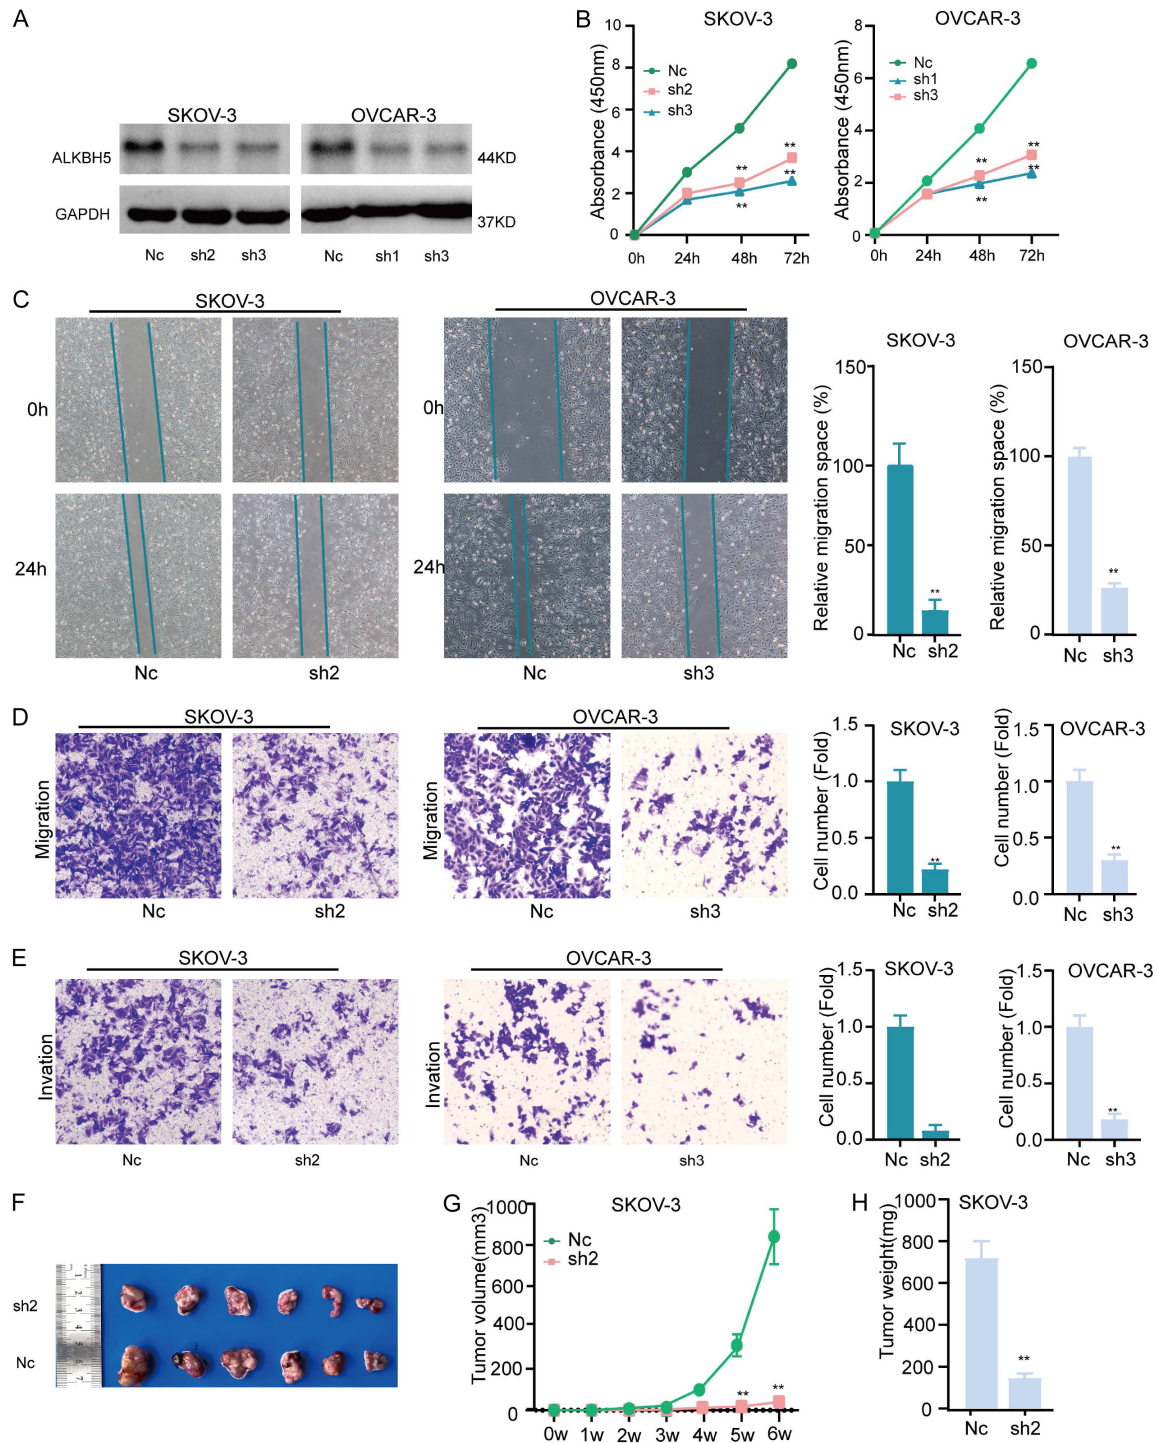 A
SKOV-3
OVCAR-3
ALKBH5
44KD
GAPDH
37KD
Nc
sh2
sh3
Nc
sh1
sh3
B
SKOV-3
Absorbance (450nm)
10
8
6
4
2
0
Nc
sh2
sh3
**
**
**
**
0h
24h
48h
72h
OVCAR-3
Absorbance (450nm)
8
6
4
2
0
Nc
sh1
sh3
**
**
**
**
0h
24h
48h
72h
C
SKOV-3
OVCAR-3
0h
0h
24h
24h
Nc
sh2
Nc
sh3
SKOV-3
Relative migration space (%)
150
100
50
0
**
Nc
sh2
OVCAR-3
Relative migration space (%)
150
100
50
0
**
Nc
sh3
D
SKOV-3
OVCAR-3
Migration
Migration
Nc
sh2
Nc
sh3
SKOV-3
Cell number (Fold)
1.5
1.0
0.5
0.0
**
Nc
sh2
OVCAR-3
Cell number (Fold)
1.5
1.0
0.5
0.0
**
Nc
sh3
E
SKOV-3
OVCAR-3
Invation
Invation
Nc
sh2
Nc
sh3
SKOV-3
Cell number (Fold)
1.5
1.0
0.5
0.0
Nc
sh2
OVCAR-3
Cell number (Fold)
1.5
1.0
0.5
0.0
**
Nc
sh3
F
sh2
Nc
1
2
3
4
5
6
7
G
SKOV-3
Tumor volume(mm3)
1000
800
600
400
200
0
Nc
sh2
**
**
0w
1w
2w
3w
4w
5w
6w
H
SKOV-3
Tumor weight(mg)
1000
800
600
400
200
0
**
Nc
sh2